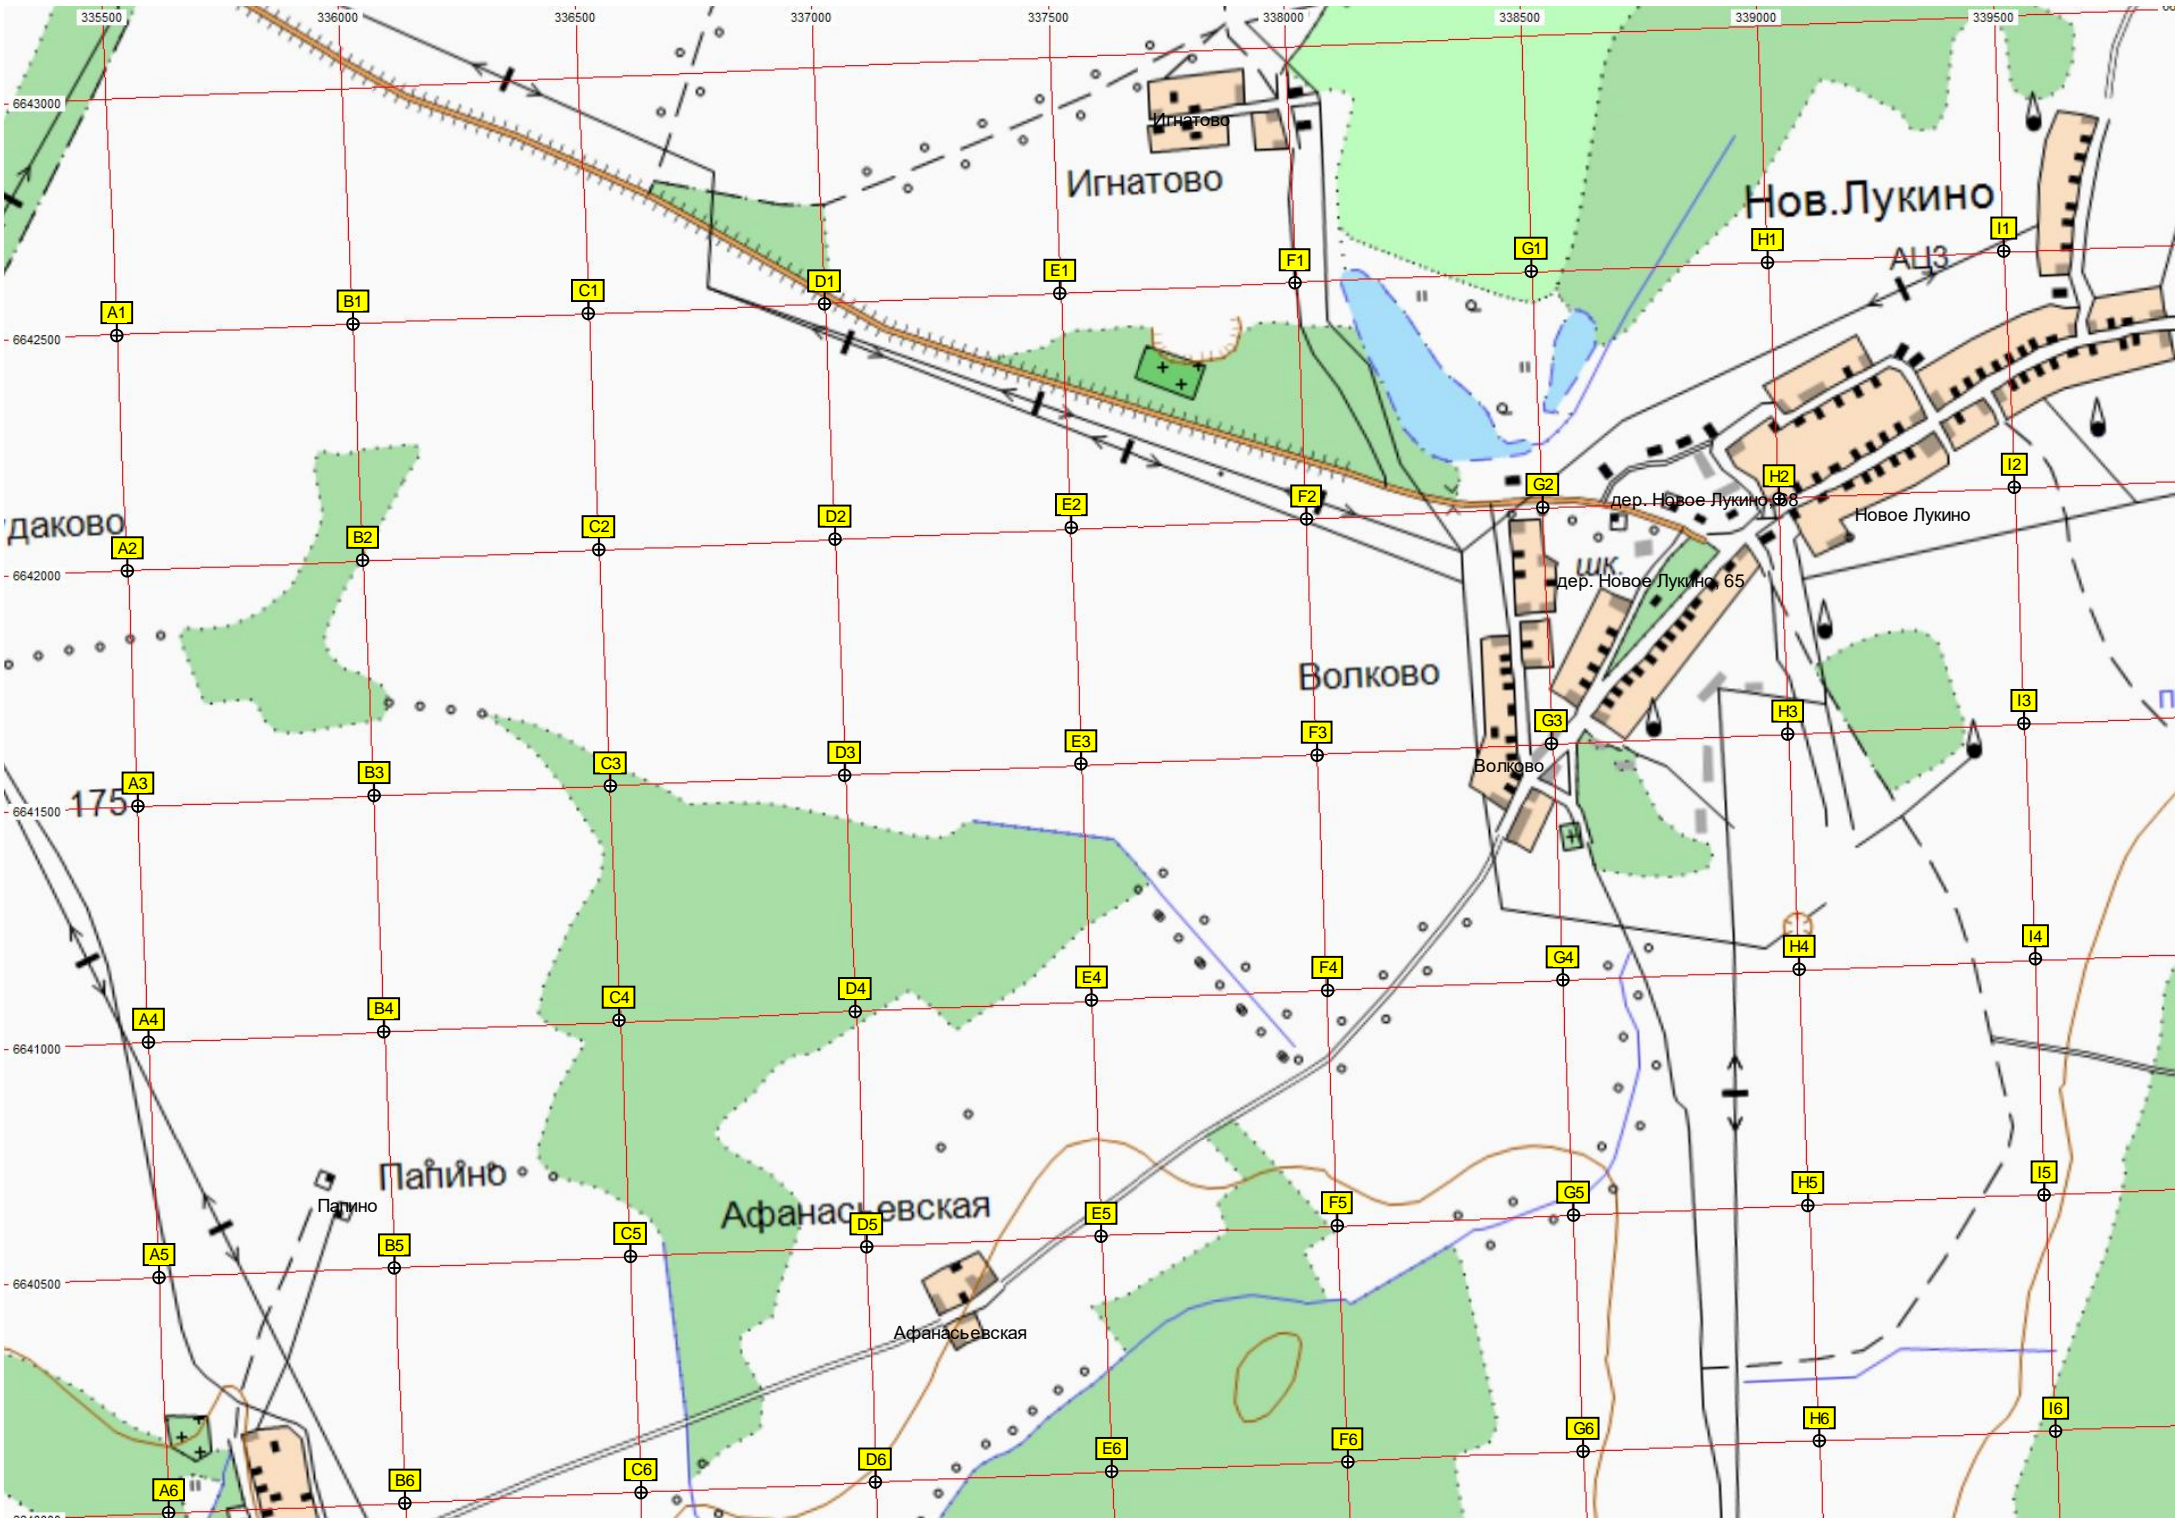 335500 336000 336500 337000 337500 338000 338500 339000 339500
6643000
Игнатово
Игнатово
Нов.Лукино
АЦЗ
A1 B1 C1 D1 E1 F1 G1 H1 I1
6642500
A2 B2 C2 D2 E2 F2 G2 H2 I2
дер. Новое Лукино, 68
Новое Лукино
даково
шк.
дер. Новое Лукино, 65
6642000
Волково
A3 B3 C3 D3 E3 F3 G3 H3 I3
П
Волково
175
6641500
A4 B4 C4 D4 E4 F4 G4 H4 I4
6641000
Папино
Папино
Афанасьевская
A5 B5 C5 D5 E5 F5 G5 H5 I5
6640500
Афанасьевская
A6 B6 C6 D6 E6 F6 G6 H6 I6